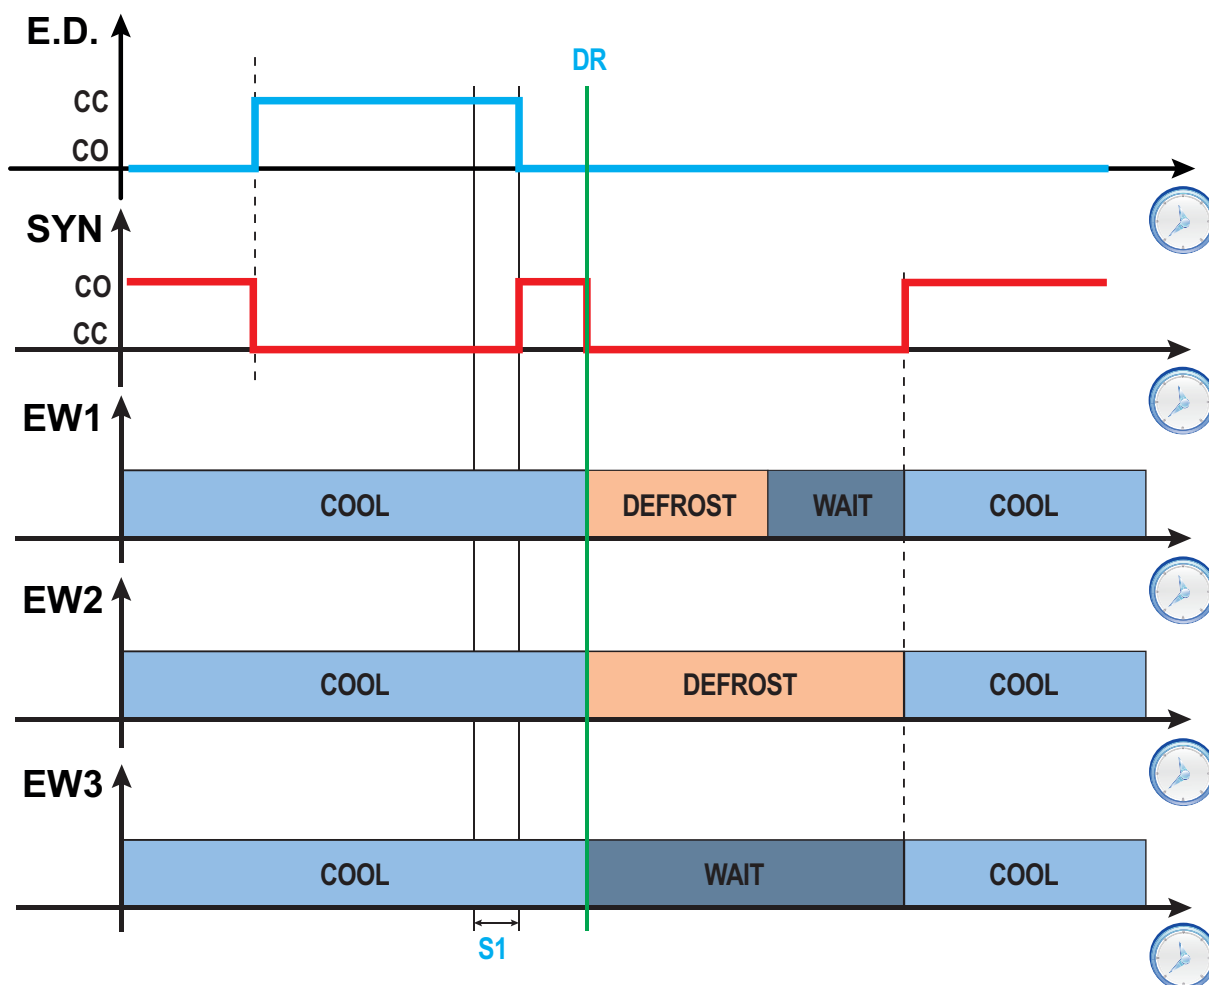 E.D.
DR
CC
CO
SYN
CO
CC
EW1
COOL
DEFROST
WAIT
COOL
EW2
COOL
DEFROST
COOL
EW3
COOL
WAIT
COOL
S1